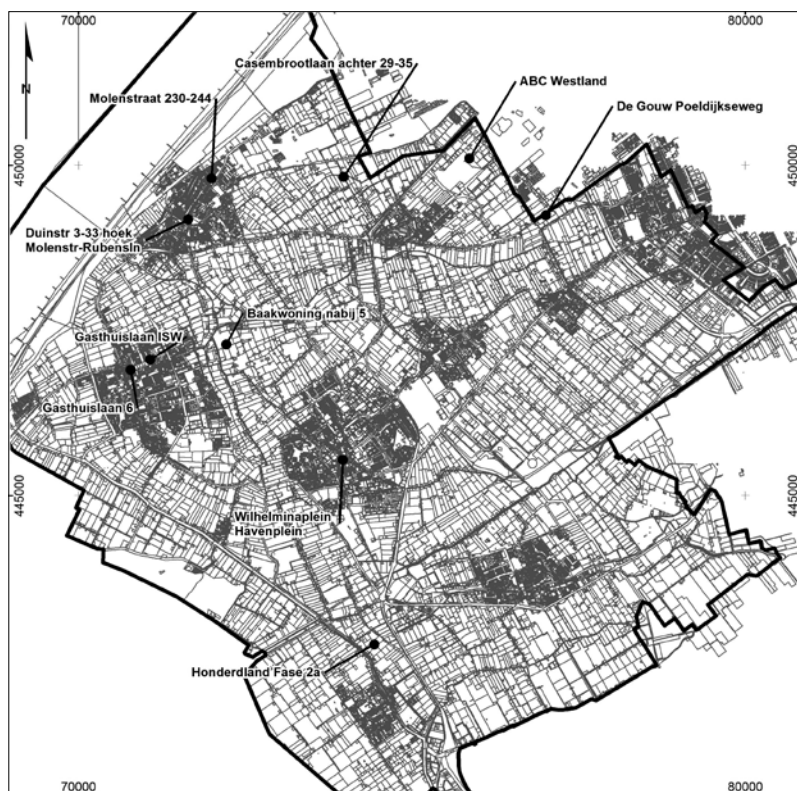 70000
80000
Casembrootlaan achter 29-35
ABC Westland
Molenstraat 230-244
De Gouw Poeldijkseweg
N
450000
450000
Duinstr 3-33 hoek
Molenstr-Rubensln
Baakwoning nabij 5
Gasthuislaan ISW
Gasthuislaan 6
445000
445000
Wilhelminaplein
Havenplein
Honderdland Fase 2a
70000
80000